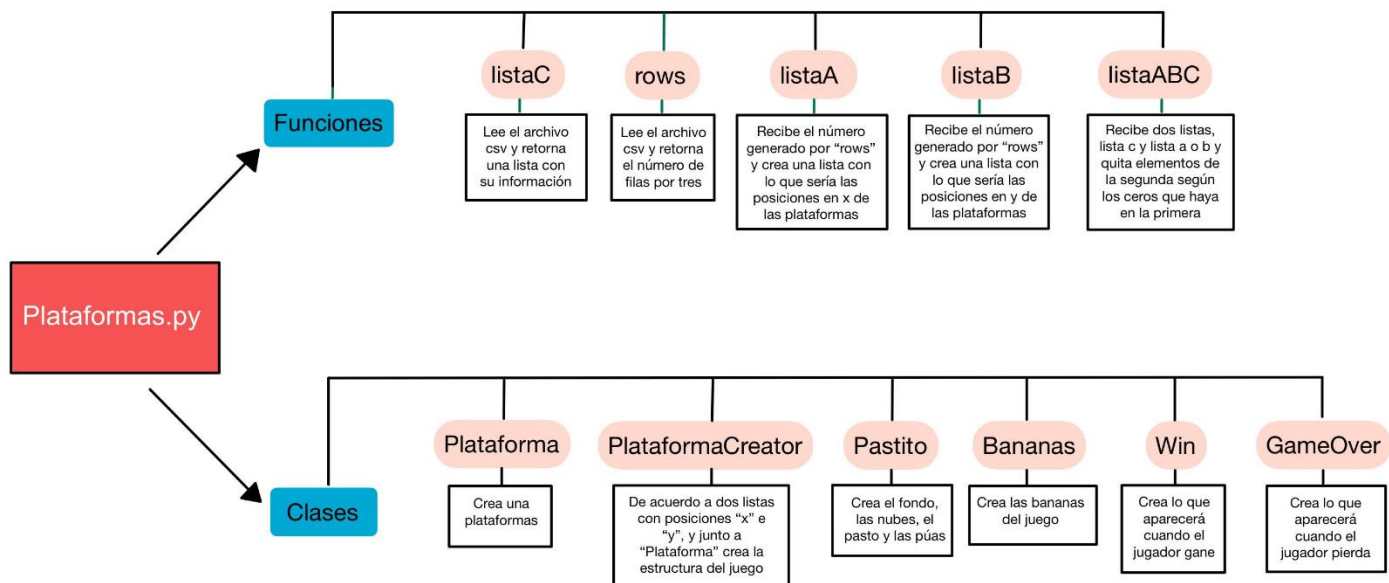 listaC
rows
listaA
listaB
listaABC
Funciones
Lee el archivo
csv y retorna
una lista con
su información
Lee el archivo
csv y retorna
el número de
filas por tres
Recibe el número
generado por “rows”
y crea una lista con
lo que sería las
posiciones en x de
las plataformas
Recibe el número
generado por “rows”
y crea una lista con
lo que sería las
posiciones en y de
las plataformas
Recibe dos listas,
lista c y lista a o b y
quita elementos de
la segunda según
los ceros que haya
en la primera
Plataformas.py
Plataforma
PlataformaCreator
Pastito
Bananas
Win
GameOver
Clases
Crea una
plataformas
De acuerdo a dos listas
con posiciones “x” e
“y”, y junto a
“Plataforma” crea la
estructura del juego
Crea el fondo,
las nubes, el
pasto y las púas
Crea las bananas
del juego
Crea lo que
aparecerá
cuando el
jugador gane
Crea lo que
aparecerá
cuando el
jugador pierda